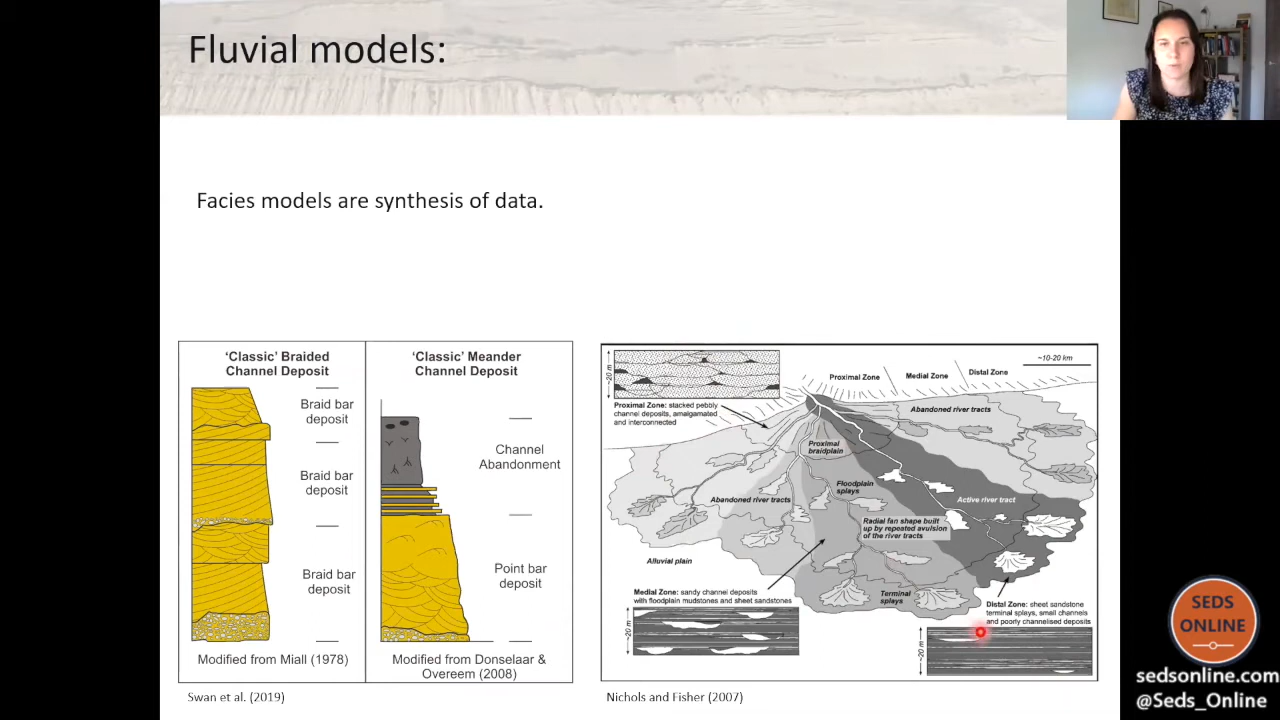 Fluvial models:
Facies models are synthesis of data.
‘Classic’ Braided
Channel Deposit
Braid bar
deposit
Braid bar
deposit
Braid bar
deposit
Modified from Miall (1978)
‘Classic’ Meander
Channel Deposit
Channel
Abandonment
Point bar
deposit
Modified from Donselaar &
Overeem (2008)
Swan et al. (2019)
~20 m
Proximal Zone: stacked pebbly
channel deposits, amalgamated
and interconnected
Proximal Zone
Medial Zone
Distal Zone
~10-20 km
Abandoned river tracts
Proximal
braidplain
Floodplain
splays
Abandoned river tracts
Active river tract
Radial fan shape built
up by repeated avulsion
of the river tracts
Alluvial plain
Terminal
splays
Medial Zone: sandy channel deposits
with floodplain mudstones and sheet sandstones
~20 m
Distal Zone: sheet sandstone
terminal splays, small channels
and poorly channelised deposits
~20 m
Nichols and Fisher (2007)
SEDS
ONLINE
sedsonline.com
@Seds_Online